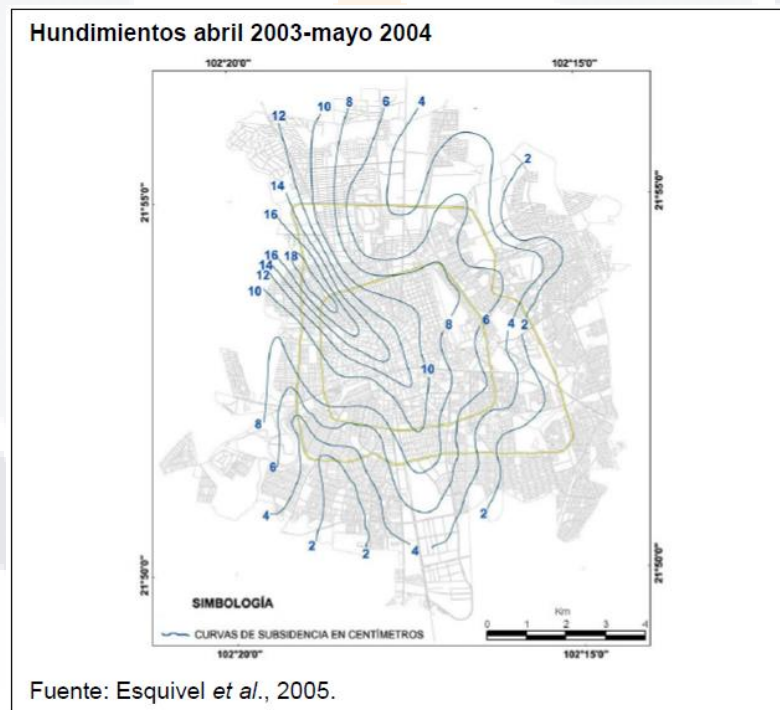 Hundimientos abril 2003-mayo 2004
102°20'0" 102°15'0"
12 10 8 6 4
2
21°55'0" 21°55'0"
14
16
16 18
14
12
10
8 6 4 2
10
8
6
4 2
2 2 4
21°50'0" 21°50'0"
SIMBOLOGÍA
CURVAS DE SUBSIDENCIA EN CENTÍMETROS
Km
0 1 2 3 4
102°20'0" 102°15'0"
Fuente: Esquivel et al., 2005.